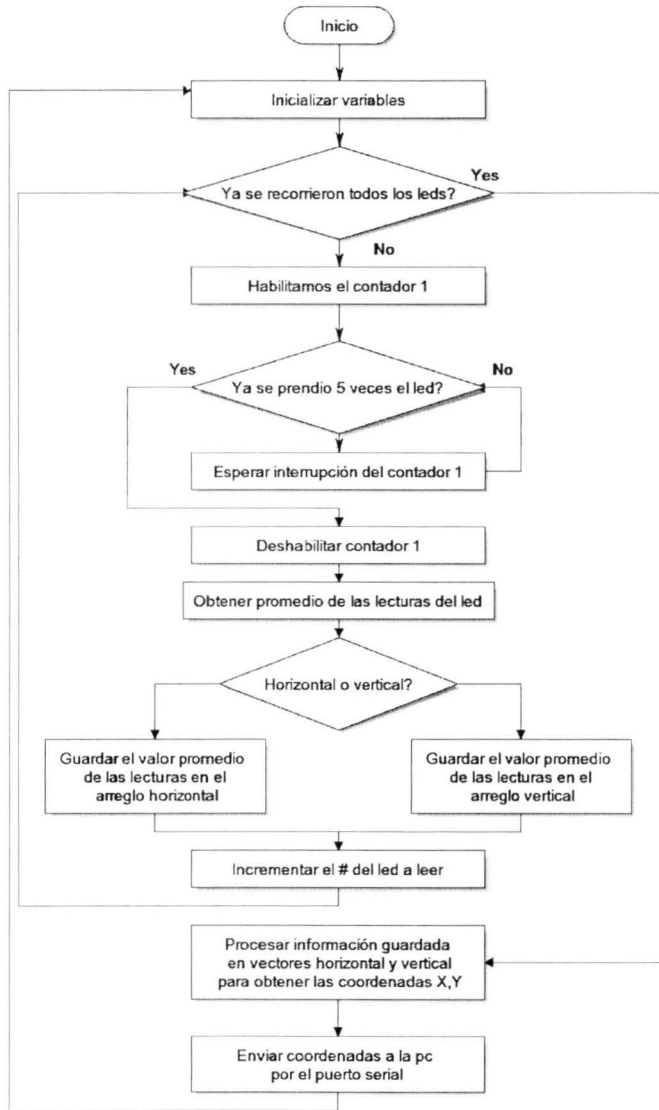 Inicio
Inicializar variables
Ya se recorrieron todos los leds?
Yes
No
Habilitamos el contador 1
Yes
Ya se prendio 5 veces el led?
No
Esperar interrupción del contador 1
Deshabilitar contador 1
Obtener promedio de las lecturas del led
Horizontal o vertical?
Guardar el valor promedio
de las lecturas en el
arreglo horizontal
Guardar el valor promedio
de las lecturas en el
arreglo vertical
Incrementar el # del led a leer
Procesar información guardada
en vectores horizontal y vertical
para obtener las coordenadas X,Y
Enviar coordenadas a la pc
por el puerto serial